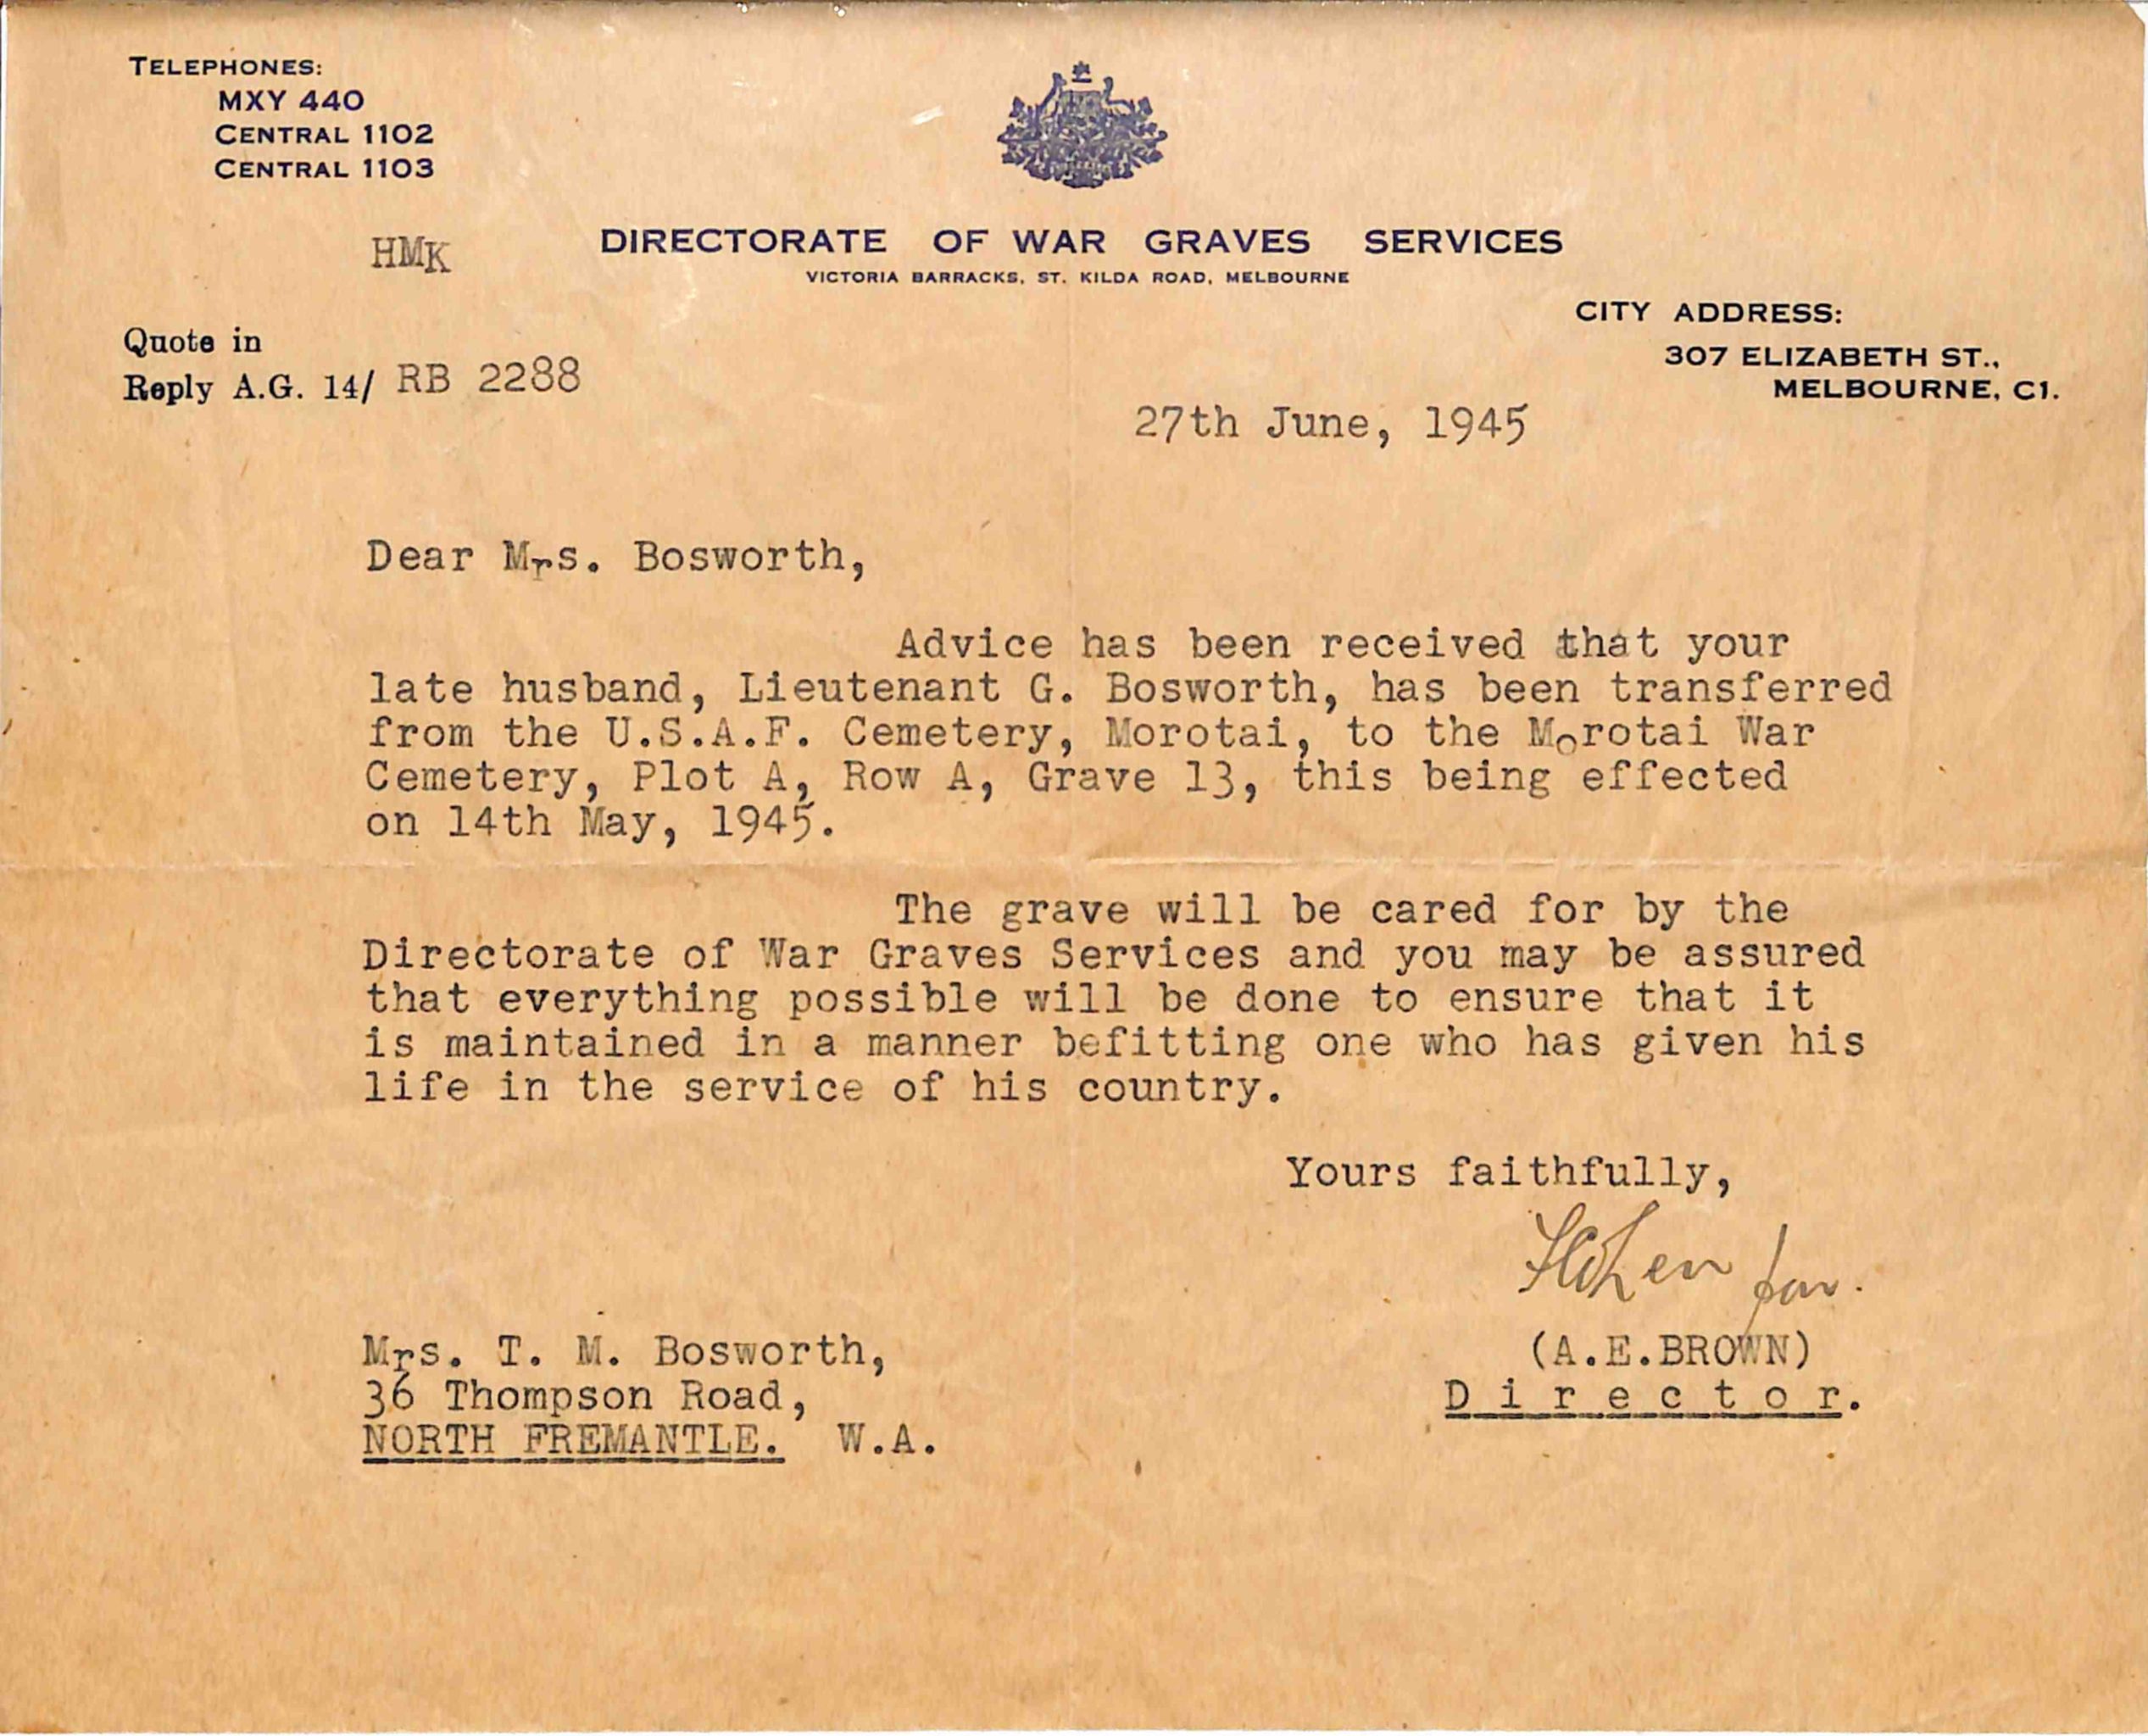 TELEPHONES:
MXY 440
CENTRAL 1102
CENTRAL 1103
HMK
DIRECTORATE OF WAR GRAVES SERVICES
VICTORIA BARRACKS, ST. KILDA ROAD, MELBOURNE
CITY ADDRESS:
307 ELIZABETH ST.,
MELBOURNE, C1.
Quote in
Reply A.G. 14/ RB 2288
27th June, 1945
Dear Mrs. Bosworth,
Advice has been received that your
late husband, Lieutenant G. Bosworth, has been transferred
from the U.S.A.F. Cemetery, Morotai, to the Morotai War
Cemetery, Plot A, Row A, Grave 13, this being effected
on 14th May, 1945.
The grave will be cared for by the
Directorate of War Graves Services and you may be assured
that everything possible will be done to ensure that it
is maintained in a manner befitting one who has given his
life in the service of his country.
Yours faithfully,
for.
(A.E.BROWN)
Director.
Mrs. T. M. Bosworth,
36 Thompson Road,
NORTH FREMANTLE. W.A.